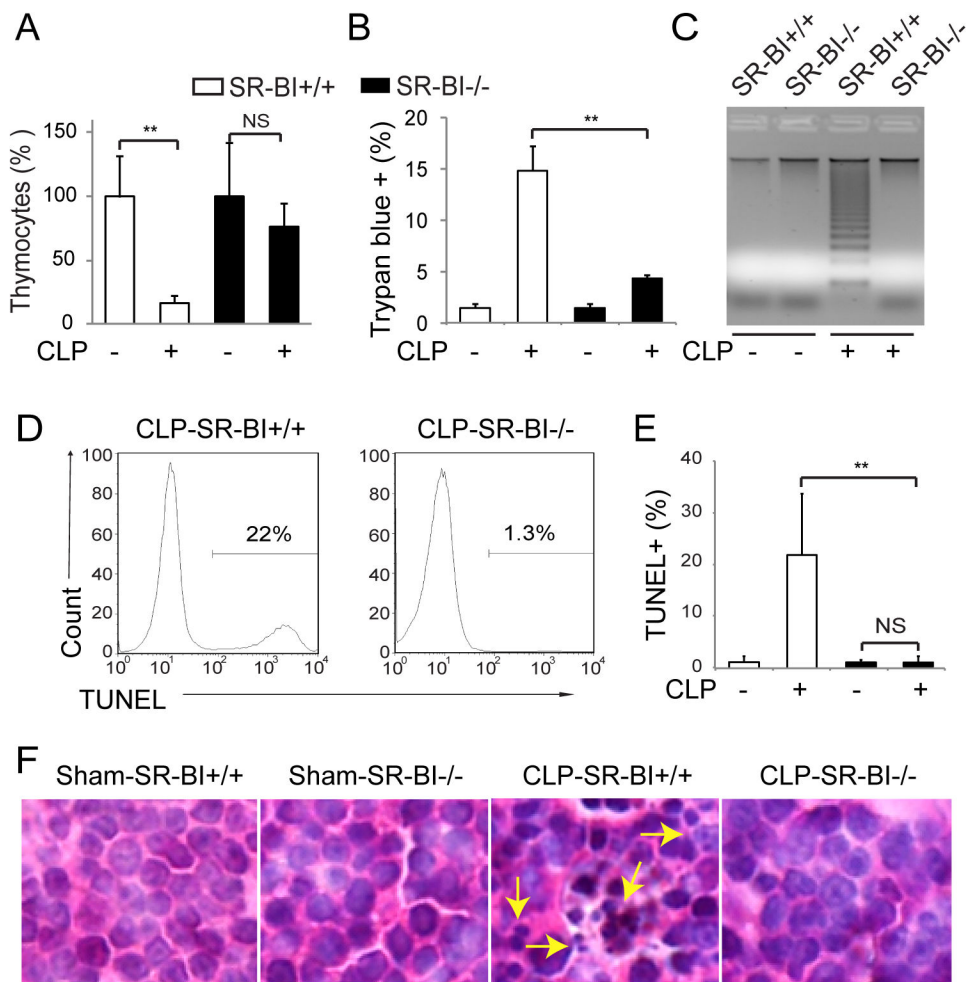 A
B
C
SR-BI+/+
SR-BI-/-
SR-BI+/+
SR-BI-/-
SR-BI+/+
SR-BI-/-
Thymocytes (%)
150
100
50
0
**
NS
CLP
-
+
-
+
Trypan blue + (%)
20
15
10
5
0
**
-
+
-
+
CLP
-
-
+
+
D
CLP-SR-BI+/+
CLP-SR-BI-/-
Count
100
80
60
40
20
0
22%
10⁰ 10¹ 10² 10³ 10⁴
100
80
60
40
20
0
1.3%
10⁰ 10¹ 10² 10³ 10⁴
TUNEL
E
TUNEL+ (%)
40
30
20
10
0
**
NS
CLP
-
+
-
+
F
Sham-SR-BI+/+
Sham-SR-BI-/-
CLP-SR-BI+/+
CLP-SR-BI-/-